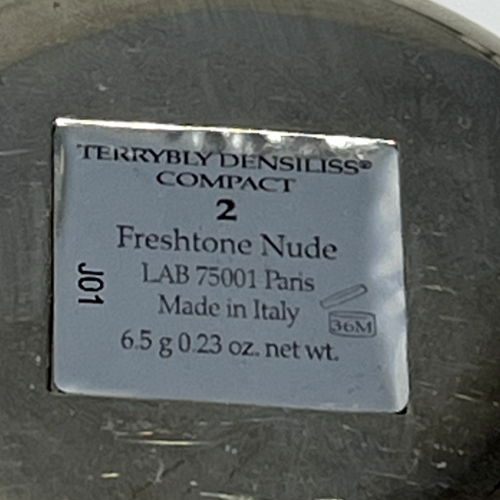 TERRYBLY DENSILISS®
COMPACT
2
Freshtone Nude
LAB 75001 Paris
Made in Italy
6.5 g 0.23 oz. net wt.
36M
J01